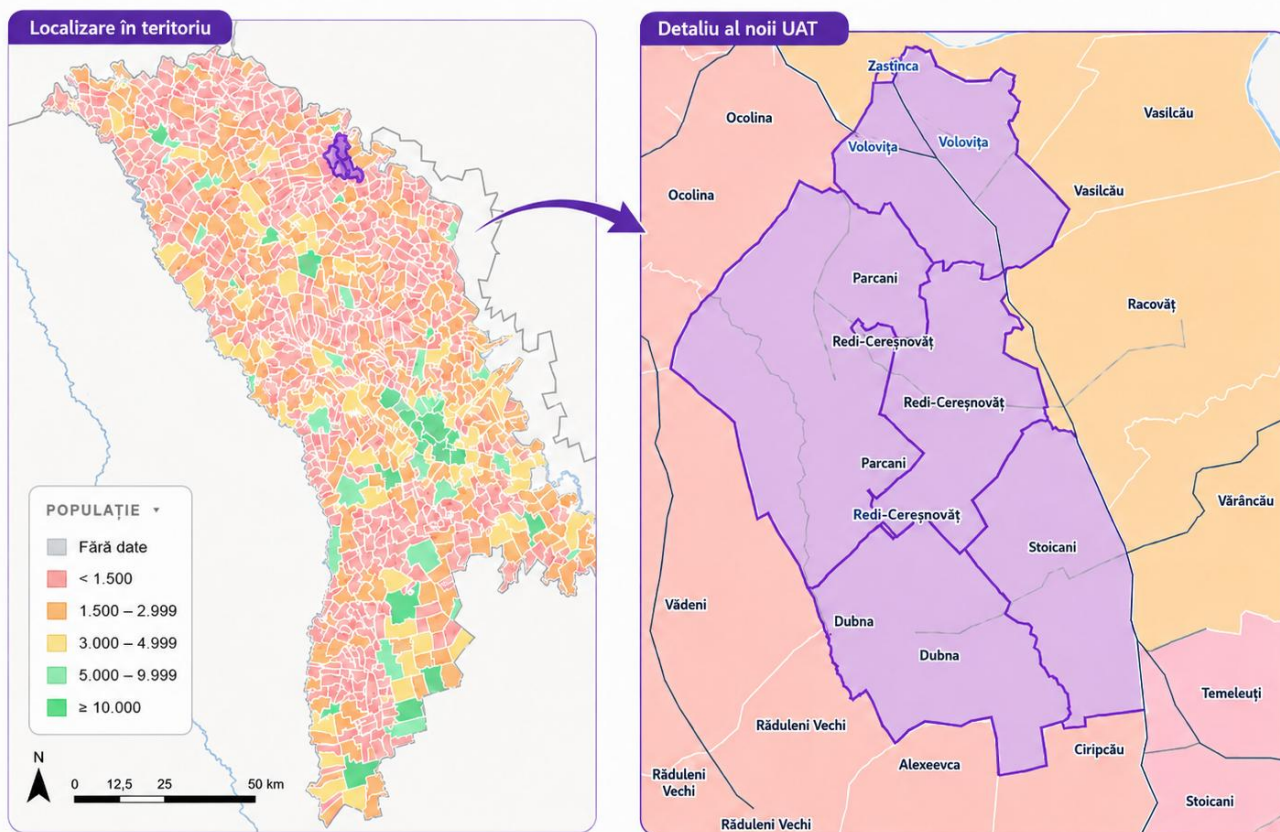 Localizare în teritoriu
POPULAȚIE
Fără date
< 1.500
1.500 – 2.999
3.000 – 4.999
5.000 – 9.999
≥ 10.000
N
0 12,5 25 50 km
Detaliu al noii UAT
Zastînca
Ocolina
Vasilcău
Volovița
Volovița
Ocolina
Vasilcău
Parcani
Racovăț
Redi-Cereșnovăț
Redi-Cereșnovăț
Parcani
Vărâncău
Redi-Cereșnovăț
Stoicani
Vădeni
Dubna
Dubna
Temeleuți
Răduleni Vechi
Ciripcău
Alexeevca
Răduleni
Vechi
Stoicani
Răduleni Vechi